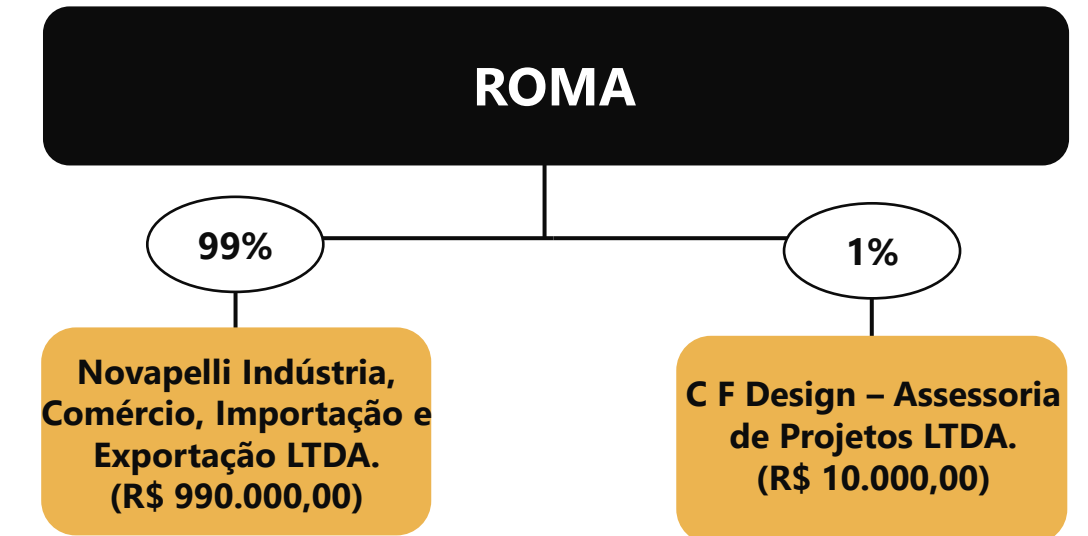 ROMA
99%
1%
Novapelli Indústria,
Comércio, Importação e
Exportação LTDA.
(R$ 990.000,00)
C F Design – Assessoria
de Projetos LTDA.
(R$ 10.000,00)